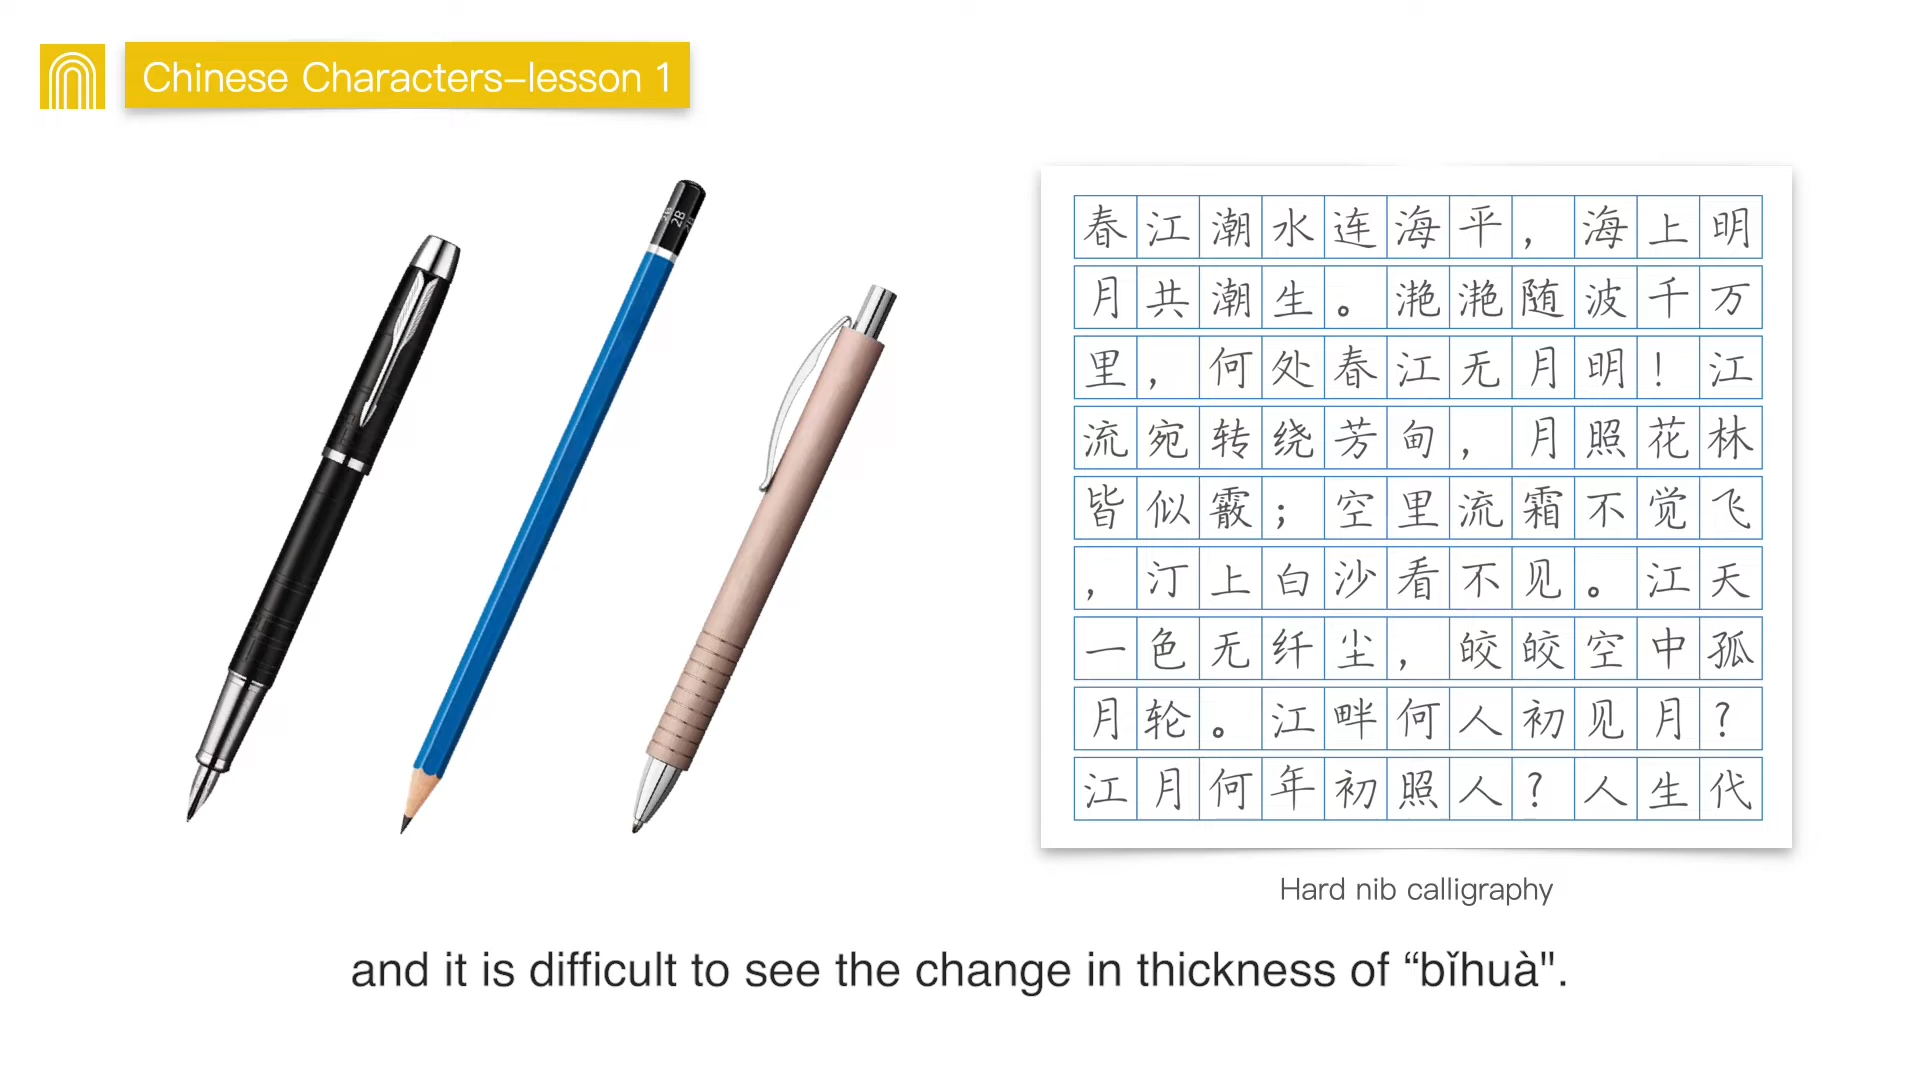 Chinese Characters–lesson 1
2B
春江潮水连海平，海上明
月共潮生。滟滟随波千万
里，何处春江无月明！江
流宛转绕芳甸，月照花林
皆似霰；空里流霜不觉飞
，汀上白沙看不见。江天
一色无纤尘，皎皎空中孤
月轮。江畔何人初见月？
江月何年初照人？人生代
Hard nib calligraphy
and it is difficult to see the change in thickness of “bǐhuà".